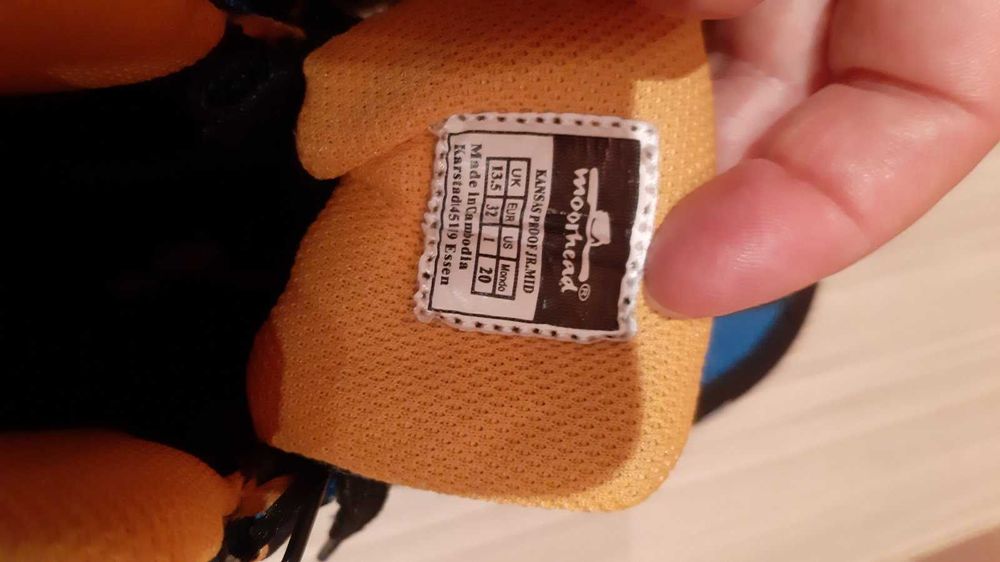 moorhead®
KANSAS PROOF JR.MID
UK EUR US Mondo
13.5 32 1 20
Made in Cambodia
Karstadt 45119 Essen